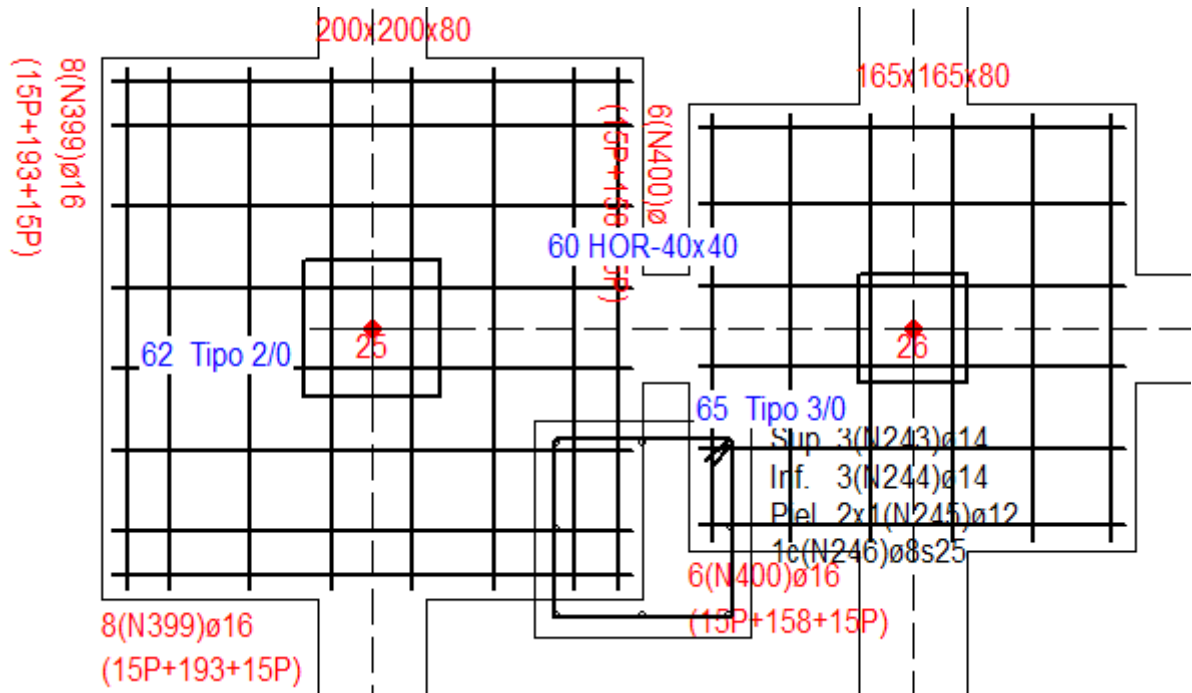 200x200x80
165x165x80
8(N399)ø16
(15P+193+15P)
6(N400)ø
(15P+158
5P)
60 HOR-40x40
62 Tipo 2/0
25
26
65 Tipo 3/0
Sup. 3(N243)ø14
Inf. 3(N244)ø14
Piel 2x1(N245)ø12
1c(N246)ø8s25
6(N400)ø16
(15P+158+15P)
8(N399)ø16
(15P+193+15P)